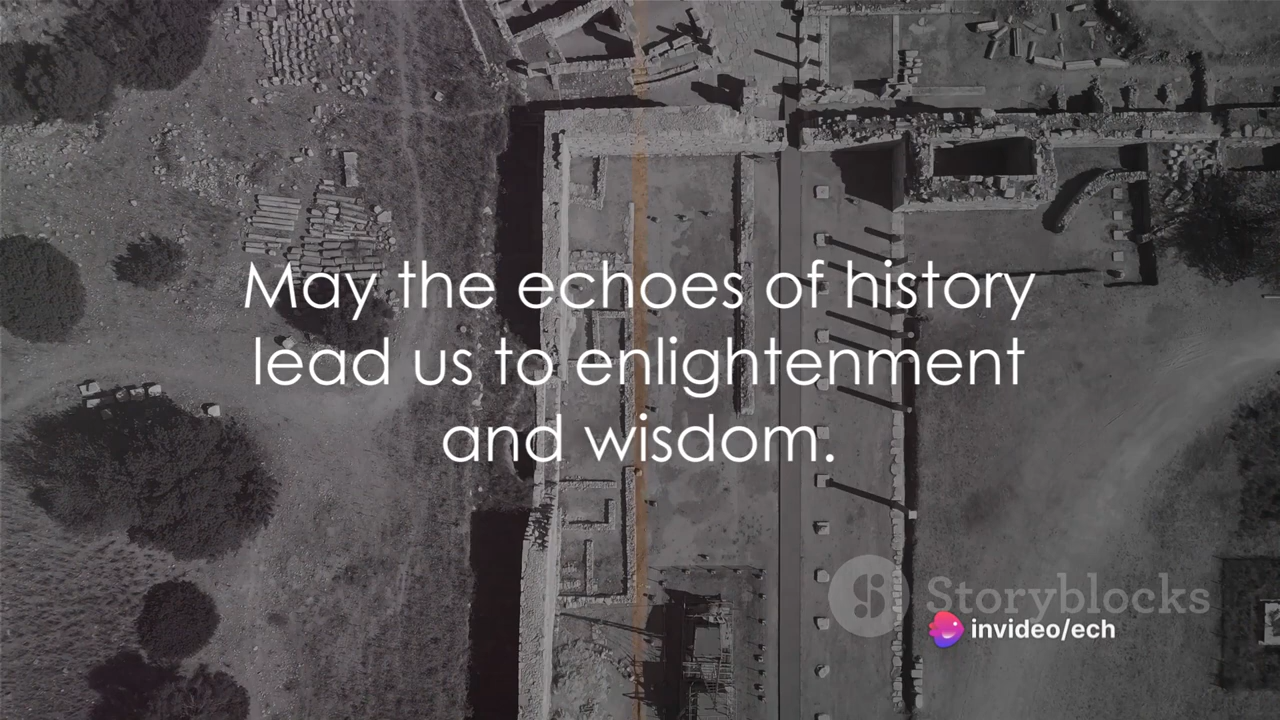 May the echoes of history
lead us to enlightenment
and wisdom.
Storyblocks
invideo/ech